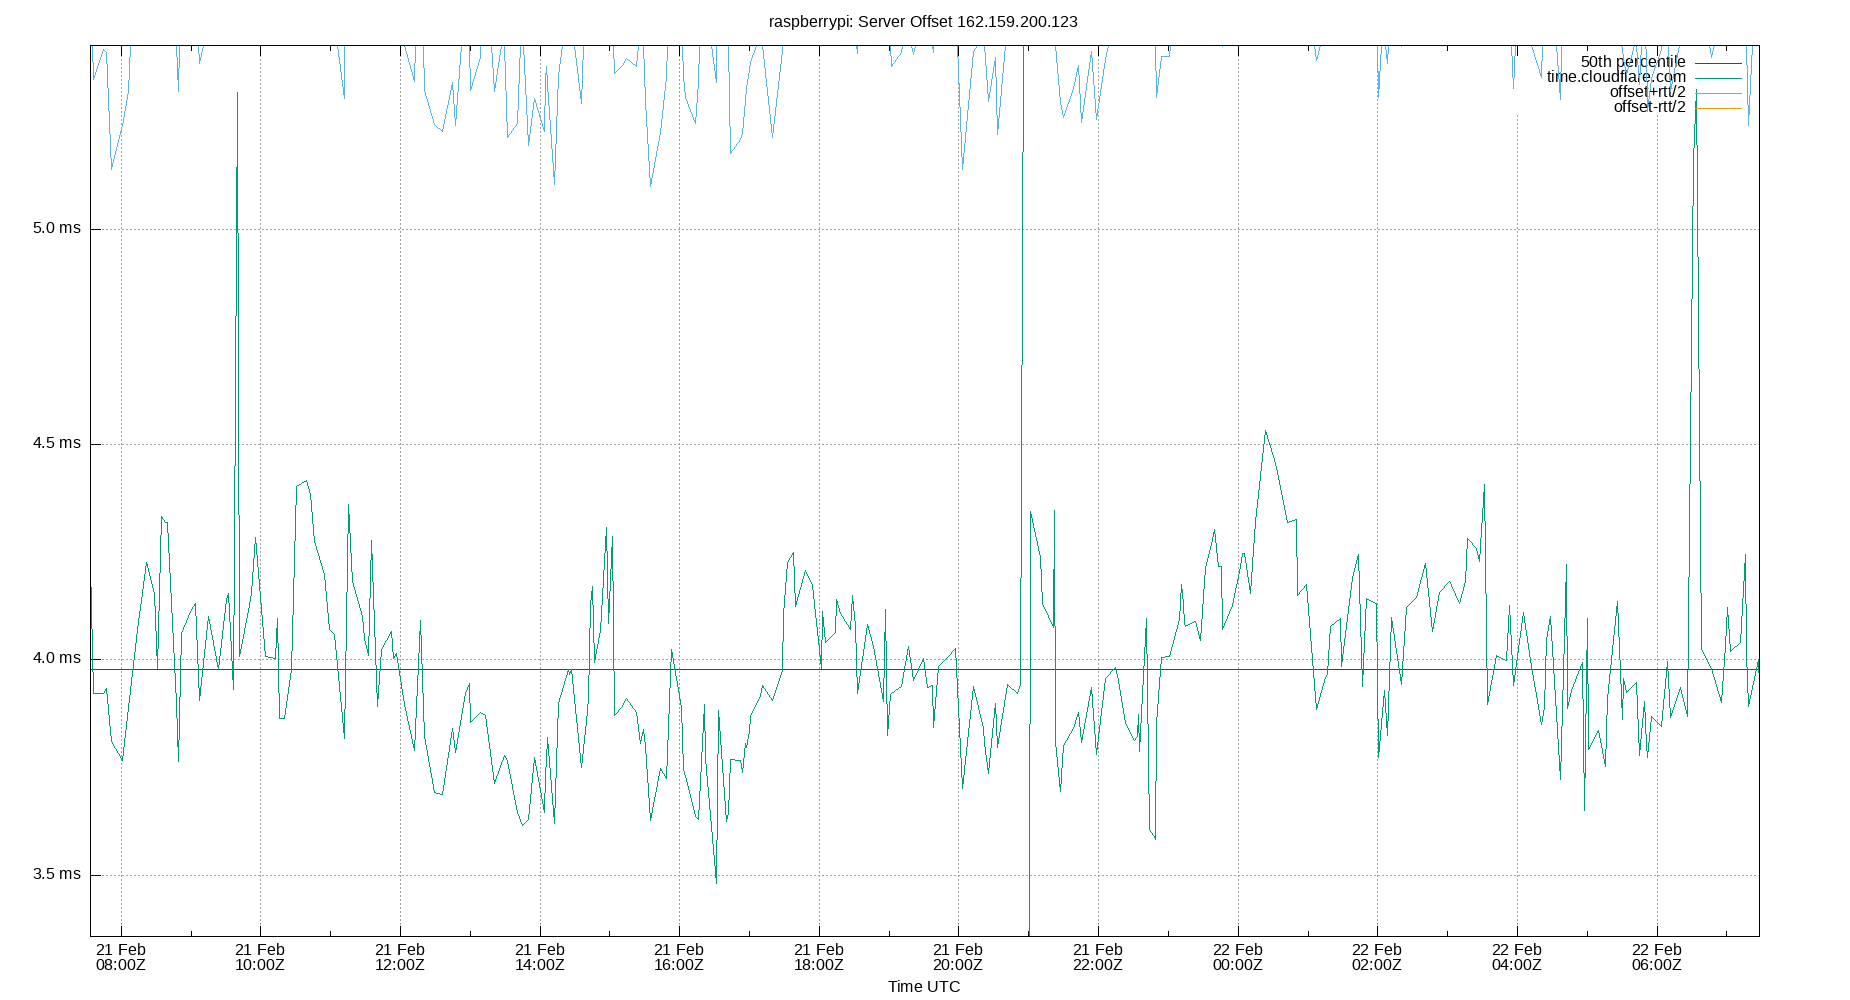 raspberrypi: Server Offset 162.159.200.123
50th percentile
time.cloudflare.com
offset+rtt/2
offset-rtt/2
5.0 ms
4.5 ms
4.0 ms
3.5 ms
21 Feb 21 Feb 21 Feb 21 Feb 21 Feb 21 Feb 21 Feb 21 Feb 22 Feb 22 Feb 22 Feb 22 Feb
08:00Z 10:00Z 12:00Z 14:00Z 16:00Z 18:00Z 20:00Z 22:00Z 00:00Z 02:00Z 04:00Z 06:00Z
Time UTC